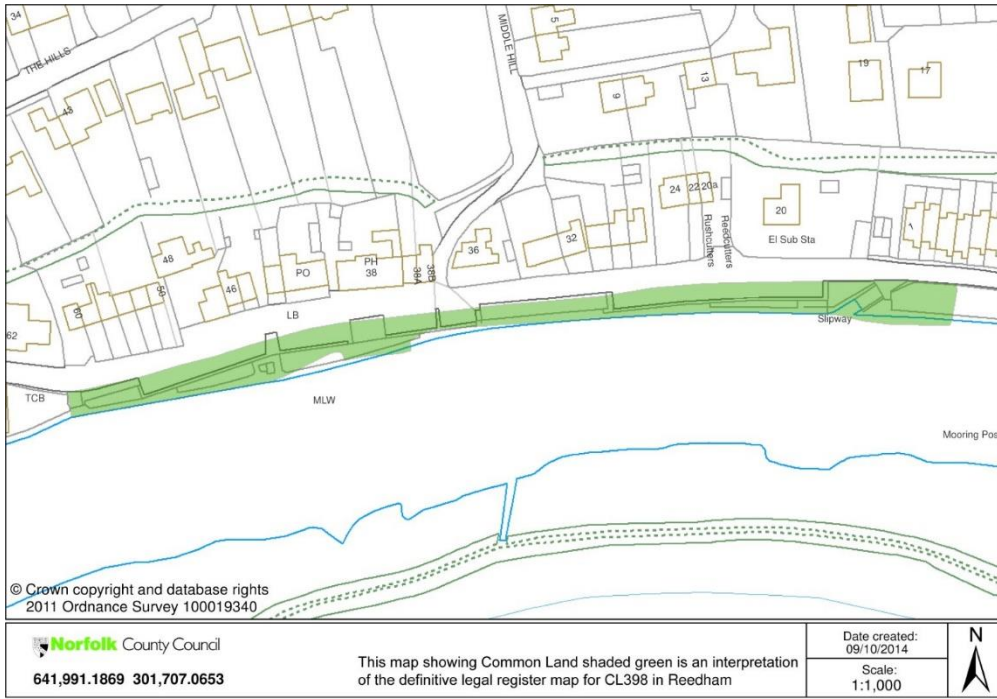 34
THE HILLS
43
MIDDLE HILL
5
9
13
19
17
24
22
20a
20
El Sub Sta
Rushcutters
Reedcutters
1
32
36
48
50
46
60
62
PO
PH
38
38A
38B
LB
TCB
MLW
Slipway
Mooring Pos
© Crown copyright and database rights
2011 Ordnance Survey 100019340
Norfolk County Council
641,991.1869 301,707.0653
This map showing Common Land shaded green is an interpretation
of the definitive legal register map for CL398 in Reedham
Date created:
09/10/2014
Scale:
1:1,000
N